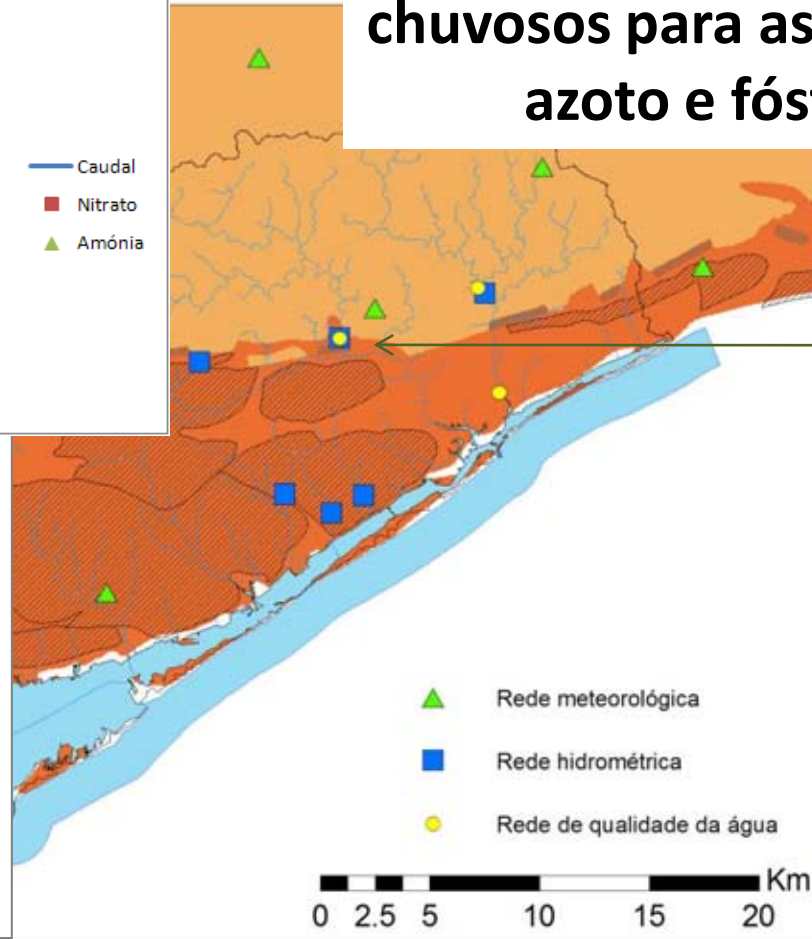 chuvosos para as
azoto e
Caudal
Nitrato
Amónia
Rede meteorológica
Rede hidrométrica
Rede de qualidade da água
Km
0 2.5 5 10 15 20